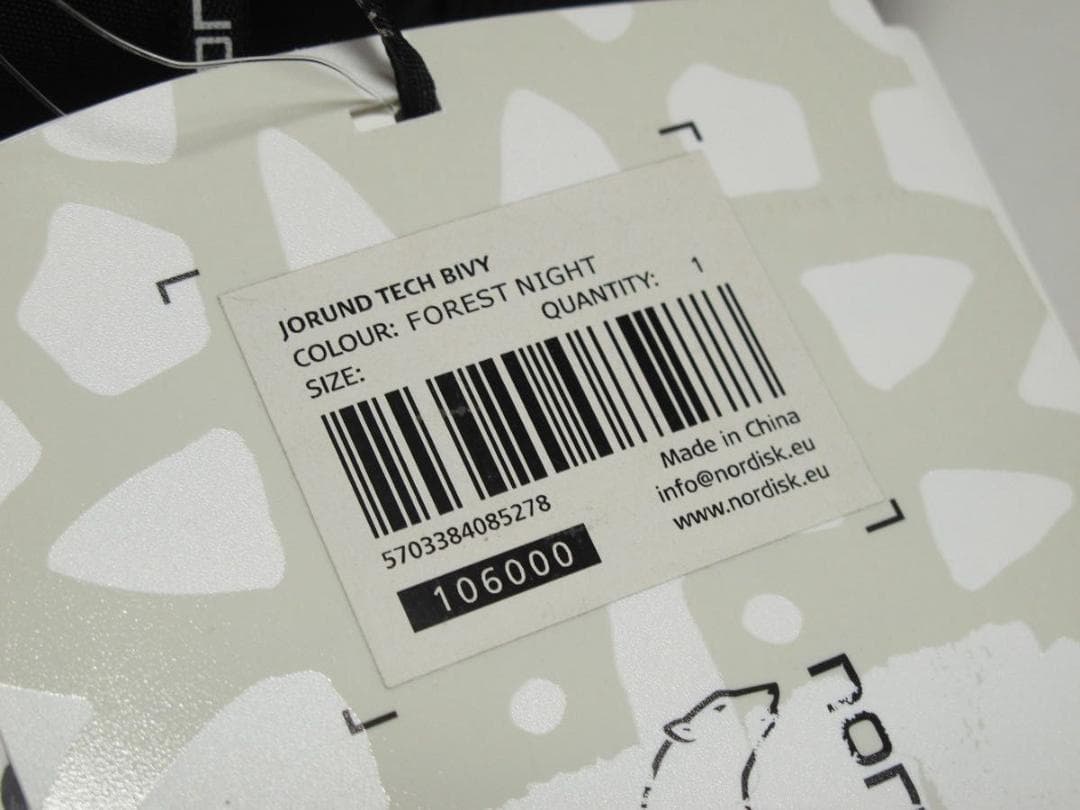 JORUND TECH BIVY
COLOUR: FOREST NIGHT
SIZE: QUANTITY: 1
5703384085278
106000
Made in China
info@nordisk.eu
www.nordisk.eu